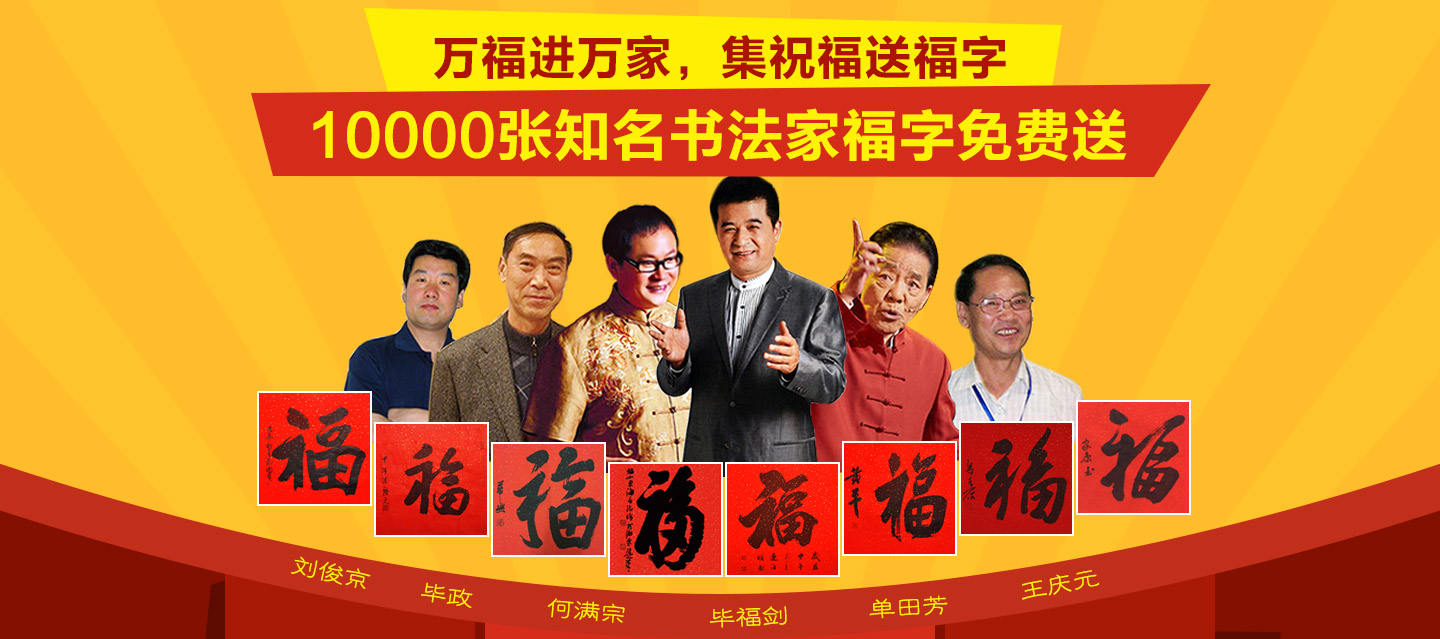 万福进万家，集祝福送福字
10000张知名书法家福字免费送
福
福
福
福
福
福
福
福
刘俊京
毕政
何满宗
毕福剑
单田芳
王庆元